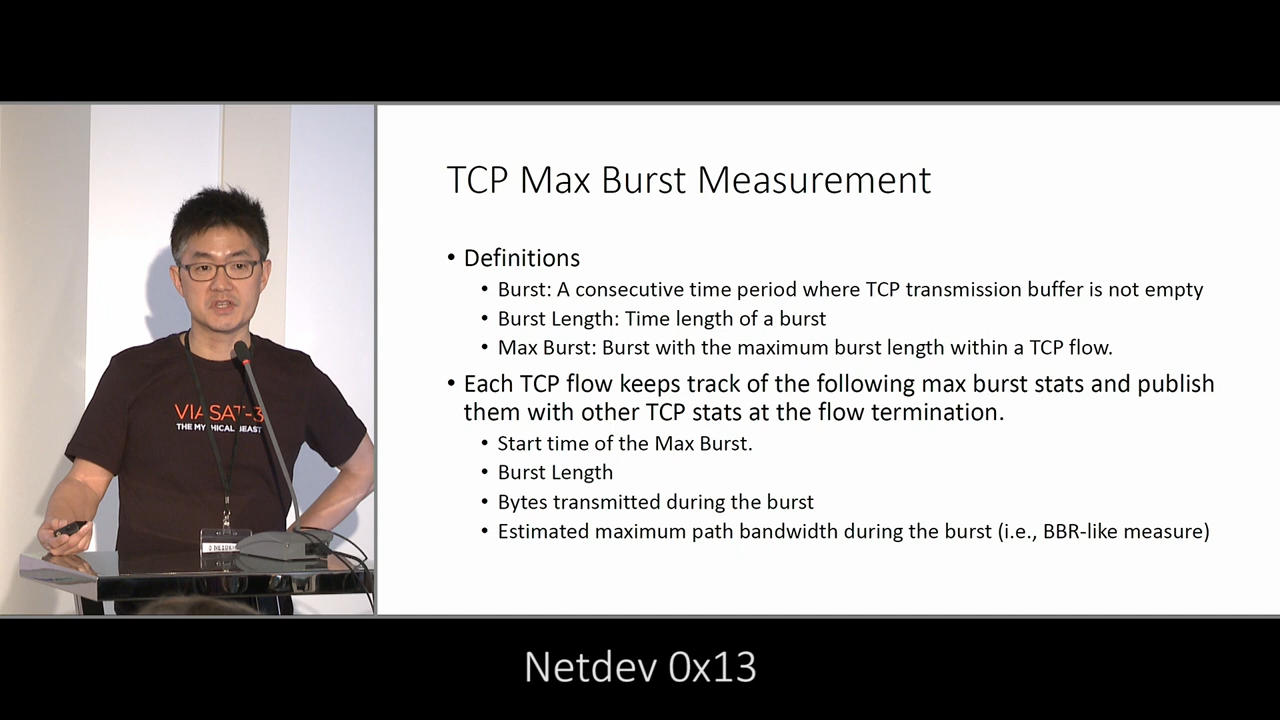 TCP Max Burst Measurement
• Definitions
• Burst: A consecutive time period where TCP transmission buffer is not empty
• Burst Length: Time length of a burst
• Max Burst: Burst with the maximum burst length within a TCP flow.
• Each TCP flow keeps track of the following max burst stats and publish
them with other TCP stats at the flow termination.
• Start time of the Max Burst.
• Burst Length
• Bytes transmitted during the burst
• Estimated maximum path bandwidth during the burst (i.e., BBR-like measure)
VIASAT-3
THE MYTHICAL BEAST
Netdev 0x13